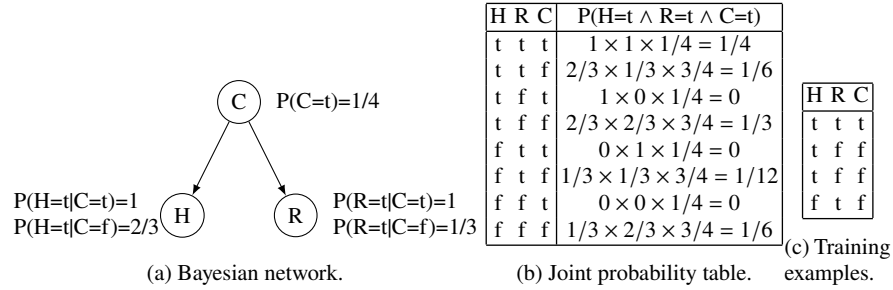 C
P(C=t)=1/4
P(H=t|C=t)=1
P(H=t|C=f)=2/3
H
R
P(R=t|C=t)=1
P(R=t|C=f)=1/3
(a) Bayesian network.
H R C P(H=t ∧ R=t ∧ C=t)
t t t 1 × 1 × 1/4 = 1/4
t t f 2/3 × 1/3 × 3/4 = 1/6
t f t 1 × 0 × 1/4 = 0
t f f 2/3 × 2/3 × 3/4 = 1/3
f t t 0 × 1 × 1/4 = 0
f t f 1/3 × 1/3 × 3/4 = 1/12
f f t 0 × 0 × 1/4 = 0
f f f 1/3 × 2/3 × 3/4 = 1/6
(b) Joint probability table.
H R C
t t t
t f f
t f f
f t f
(c) Training
examples.